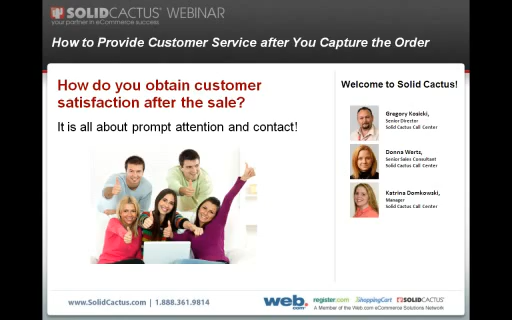 SOLIDCACTUS WEBINAR
your partner in eCommerce success
How to Provide Customer Service after You Capture the Order
How do you obtain customer
satisfaction after the sale?
It is all about prompt attention and contact!
Welcome to Solid Cactus!
Gregory Kosicki,
Senior Director
Solid Cactus Call Center
Donna Warts,
Senior Sales Consultant
Solid Cactus Call Center
Katrina Domkowski,
Manager
Solid Cactus Call Center
www.SolidCactus.com | 1.888.361.9814
web.com
register.com
ShoppingCart
SOLIDCACTUS
A Member of the Web.com eCommerce Solutions Network